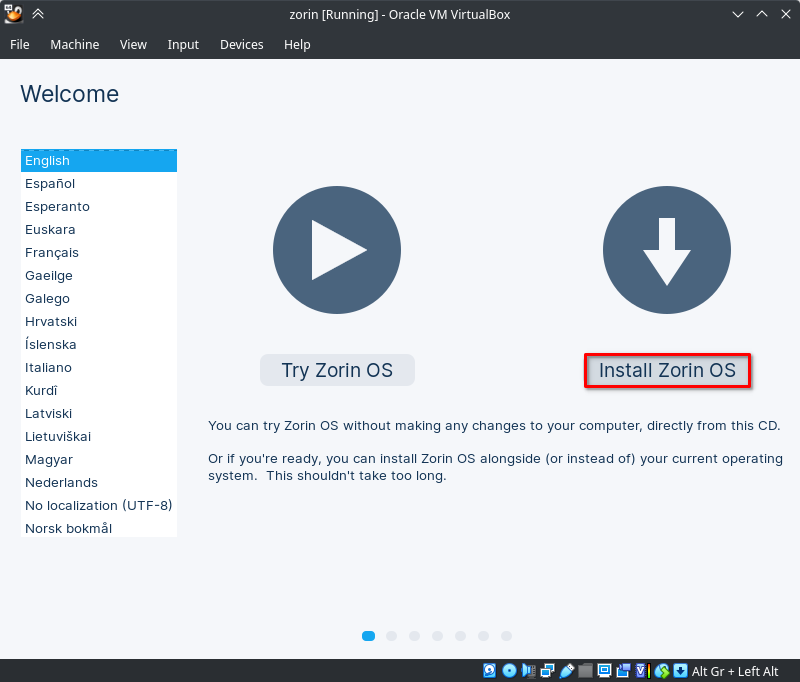 zorin [Running] - Oracle VM VirtualBox
File Machine View Input Devices Help
Welcome
English
Español
Esperanto
Euskara
Français
Gaeilge
Galego
Hrvatski
Íslenska
Italiano
Kurdî
Latviski
Lietuviškai
Magyar
Nederlands
No localization (UTF-8)
Norsk bokmål
Try Zorin OS
Install Zorin OS
You can try Zorin OS without making any changes to your computer, directly from this CD.
Or if you're ready, you can install Zorin OS alongside (or instead of) your current operating
system.  This shouldn't take too long.
Alt Gr + Left Alt